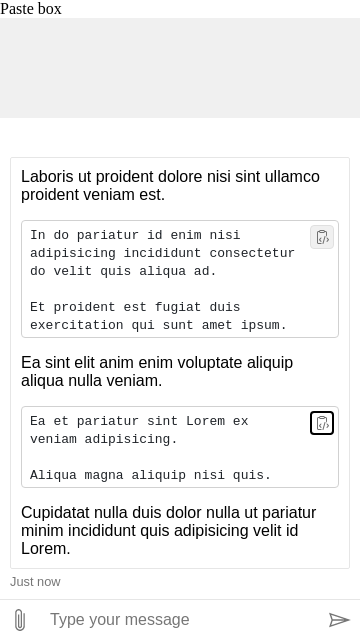 Paste box
Laboris ut proident dolore nisi sint ullamco
proident veniam est.
In do pariatur id enim nisi
adipisicing incididunt consectetur
do velit quis aliqua ad.
Et proident est fugiat duis
exercitation qui sunt amet ipsum.
Ea sint elit anim enim voluptate aliquip
aliqua nulla veniam.
Ea et pariatur sint Lorem ex
veniam adipisicing.
Aliqua magna aliquip nisi quis.
Cupidatat nulla duis dolor nulla ut pariatur
minim incididunt quis adipisicing velit id
Lorem.
Just now
Type your message